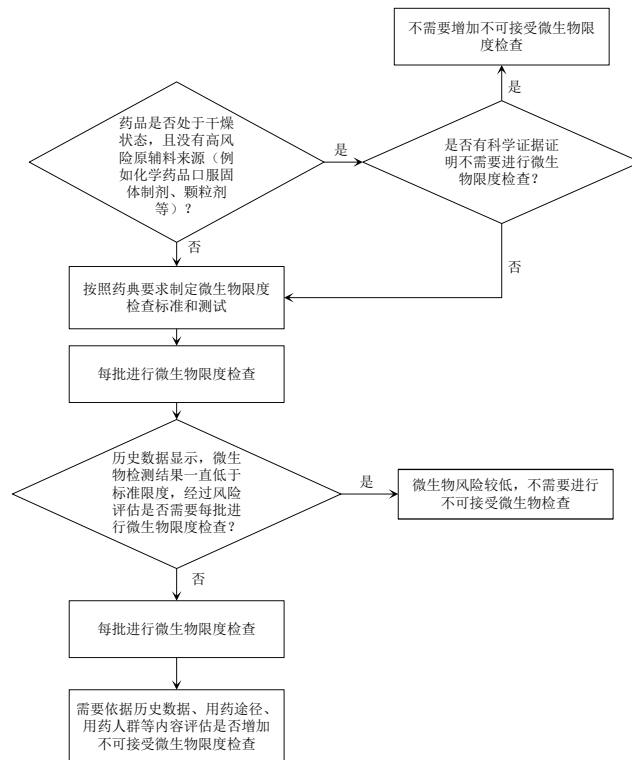 不需要增加不可接受微生物限
度检查
是
药品是否处于干燥
状态，且没有高风
险原辅料来源（例
如化学药品口服固
体制剂、颗粒剂
等）？
是
是否有科学证据证
明不需要进行微生
物限度检查？
否
否
按照药典要求制定微生物限度
检查标准和测试
每批进行微生物限度检查
历史数据显示，微生
物检测结果一直低于
标准限度，经过风险
评估是否需要每批进
行微生物限度检查？
是
微生物风险较低，不需要进行
不可接受微生物检查
否
每批进行微生物限度检查
需要依据历史数据、用药途径、
用药人群等内容评估是否增加
不可接受微生物限度检查